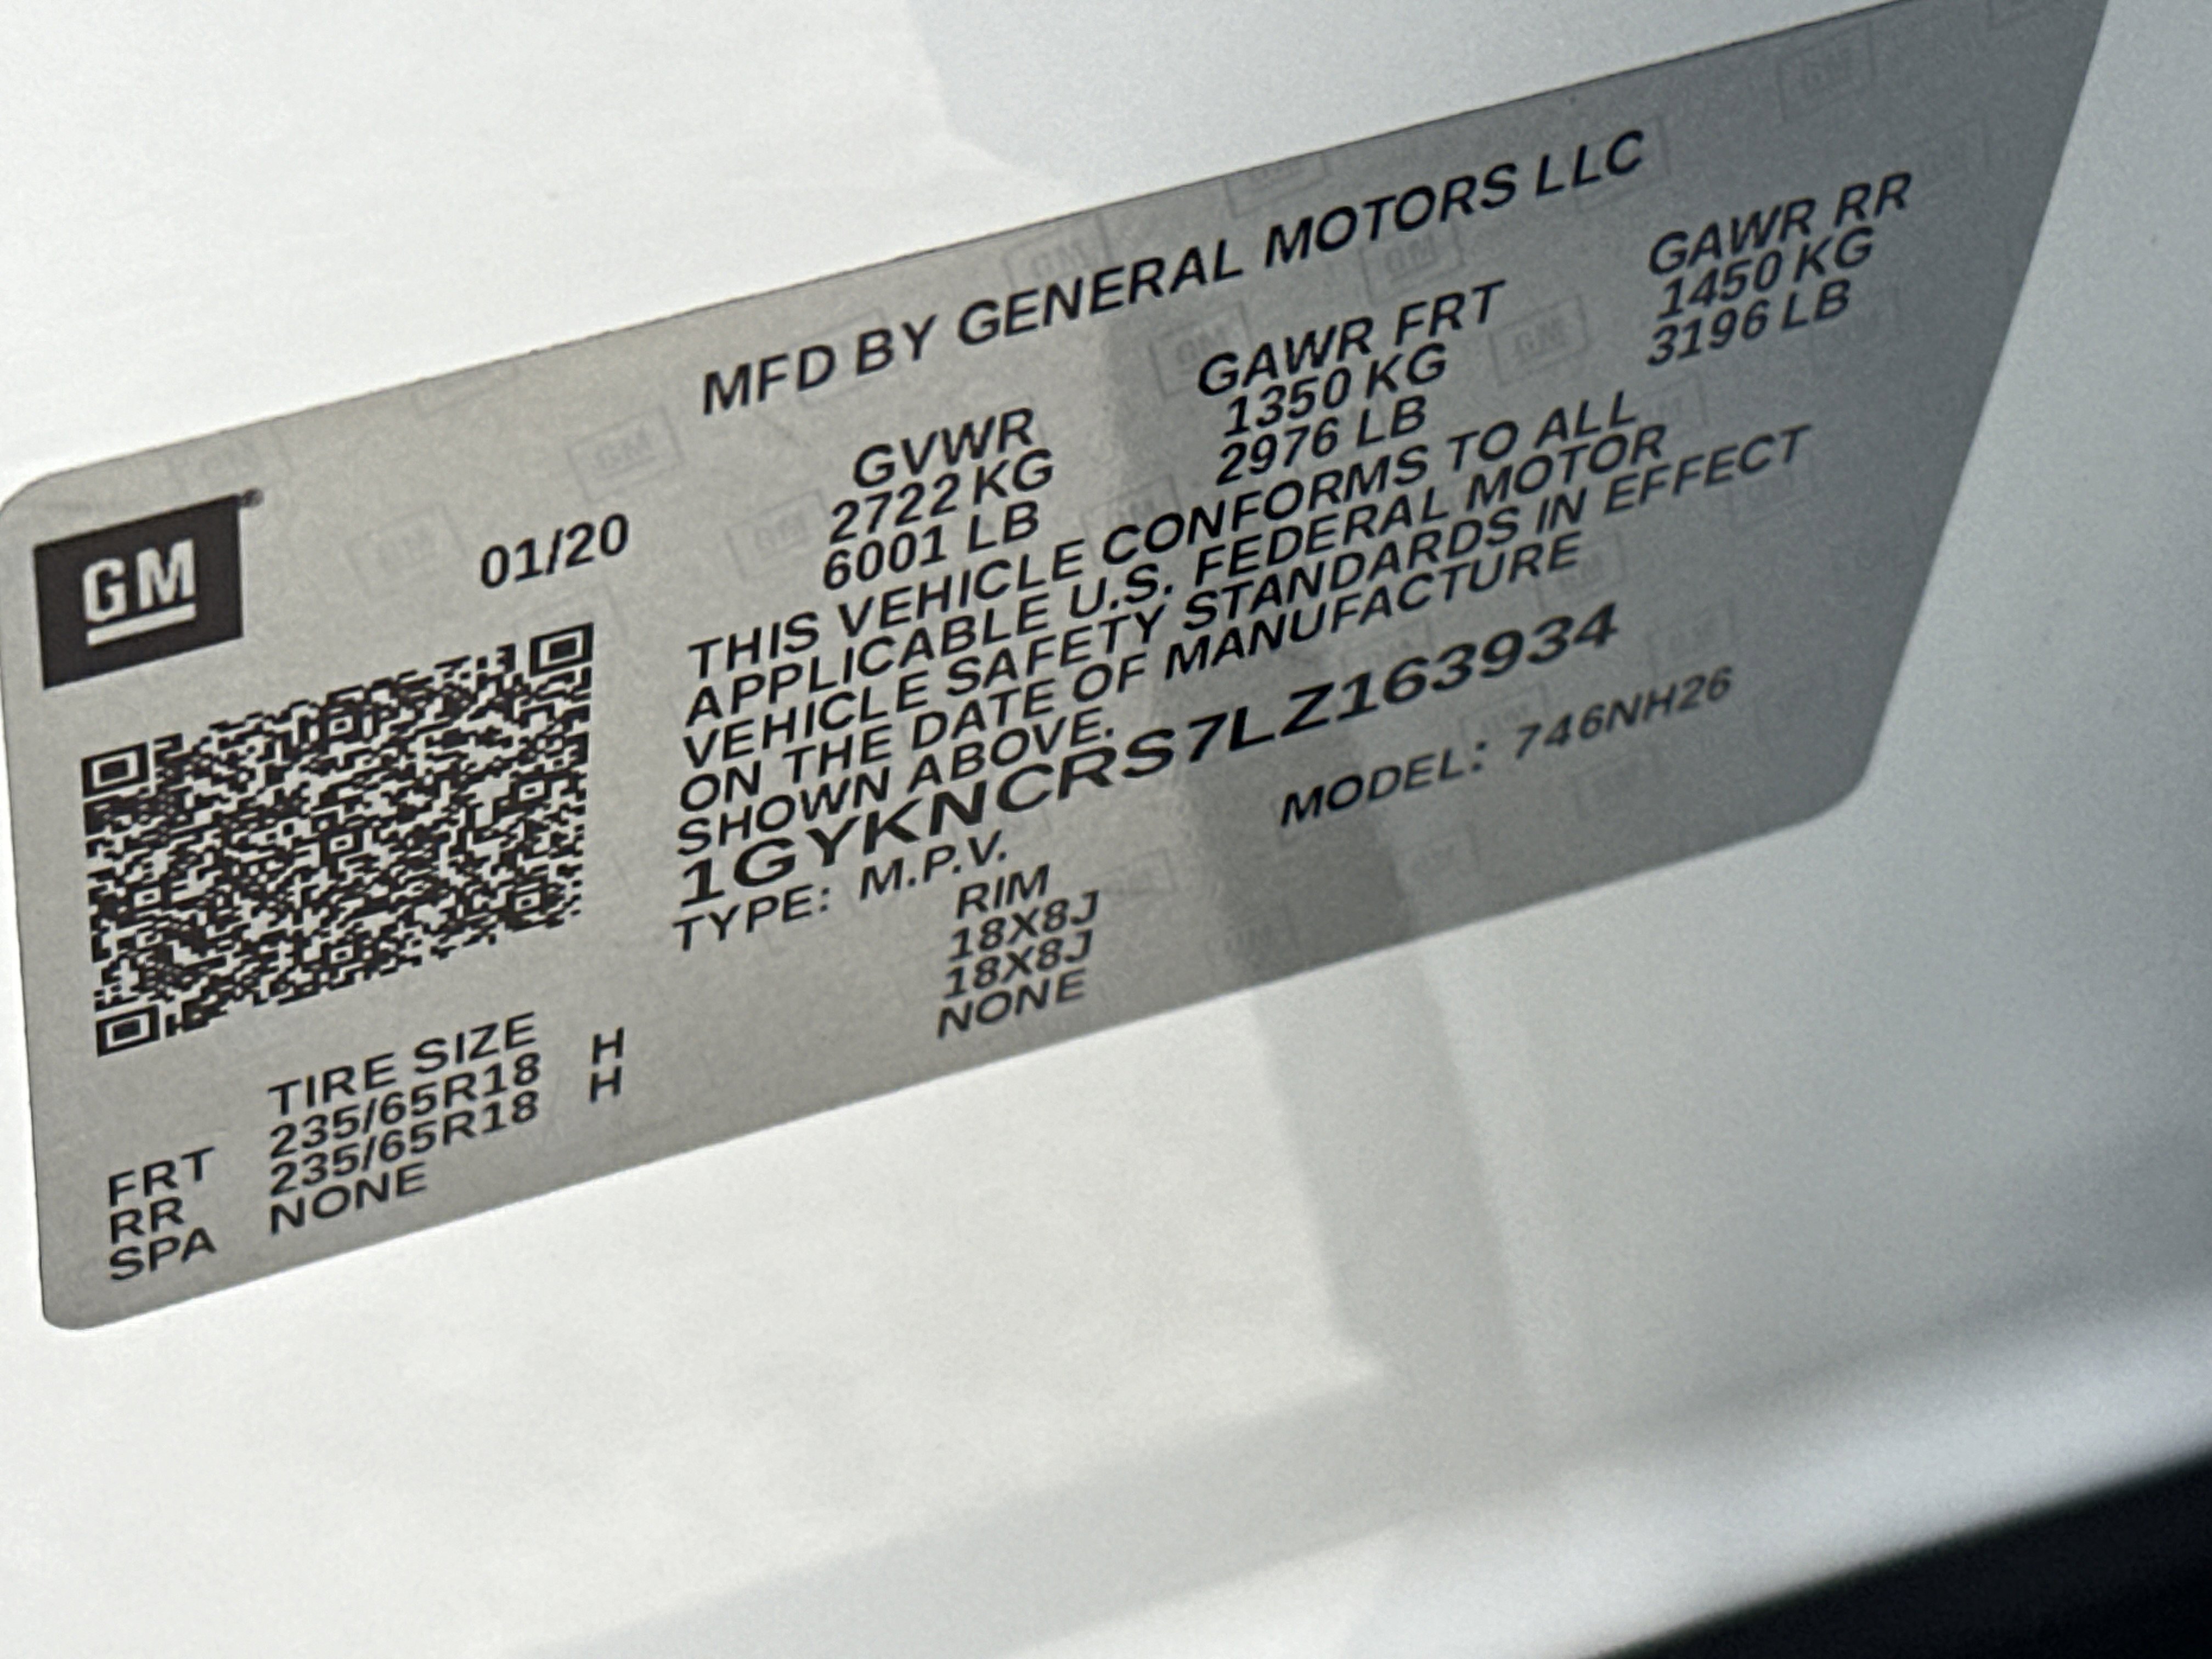 MFD BY GENERAL MOTORS LLC
GM
01/20
GVWR GAWR FRT GAWR RR
2722 KG 1350 KG 1450 KG
6001 LB 2976 LB 3196 LB
THIS VEHICLE CONFORMS TO ALL
APPLICABLE U.S. FEDERAL MOTOR
VEHICLE SAFETY STANDARDS IN EFFECT
ON THE DATE OF MANUFACTURE
SHOWN ABOVE.
1GYKNCRS7LZ163934
TYPE: M.P.V. MODEL: 746NH26
TIRE SIZE RIM
FRT 235/65R18 H 18X8J
RR 235/65R18 H 18X8J
SPA NONE NONE